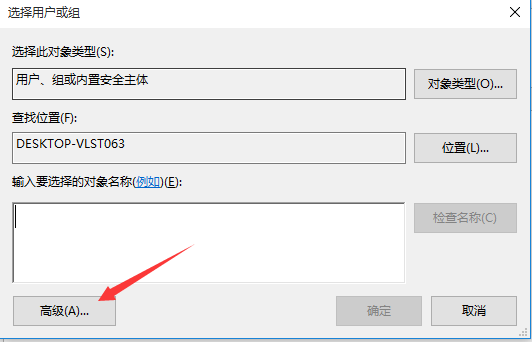 选择用户或组
选择此对象类型(S):
用户、组或内置安全主体
对象类型(O)...
查找位置(F):
DESKTOP-VLST063
位置(L)...
输入要选择的对象名称(例如)(E):
检查名称(C)
高级(A)...
确定
取消